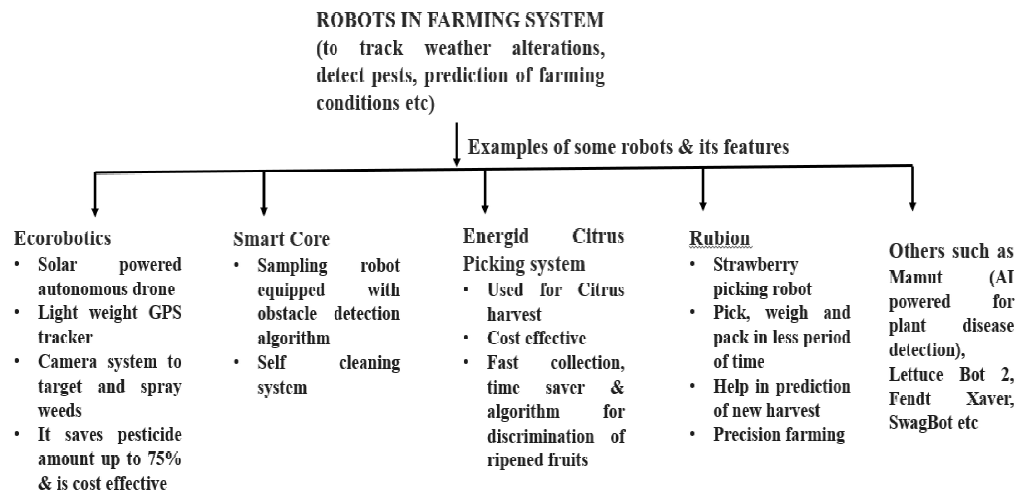 ROBOTS IN FARMING SYSTEM
(to track weather alterations,
detect pests, prediction of farming
conditions etc)
Examples of some robots & its features
Ecorobotics
• Solar powered
autonomous drone
• Light weight GPS
tracker
• Camera system to
target and spray
weeds
• It saves pesticide
amount up to 75%
& is cost effective
Smart Core
• Sampling robot
equipped with
obstacle detection
algorithm
• Self cleaning
system
Energid Citrus
Picking system
• Used for Citrus
harvest
• Cost effective
• Fast collection,
time saver &
algorithm for
discrimination of
ripened fruits
Rubion
• Strawberry
picking robot
• Pick, weigh and
pack in less period
of time
• Help in prediction
of new harvest
• Precision farming
Others such as
Mamut (AI
powered for
plant disease
detection),
Lettuce Bot 2,
Fendt Xaver,
SwagBot etc